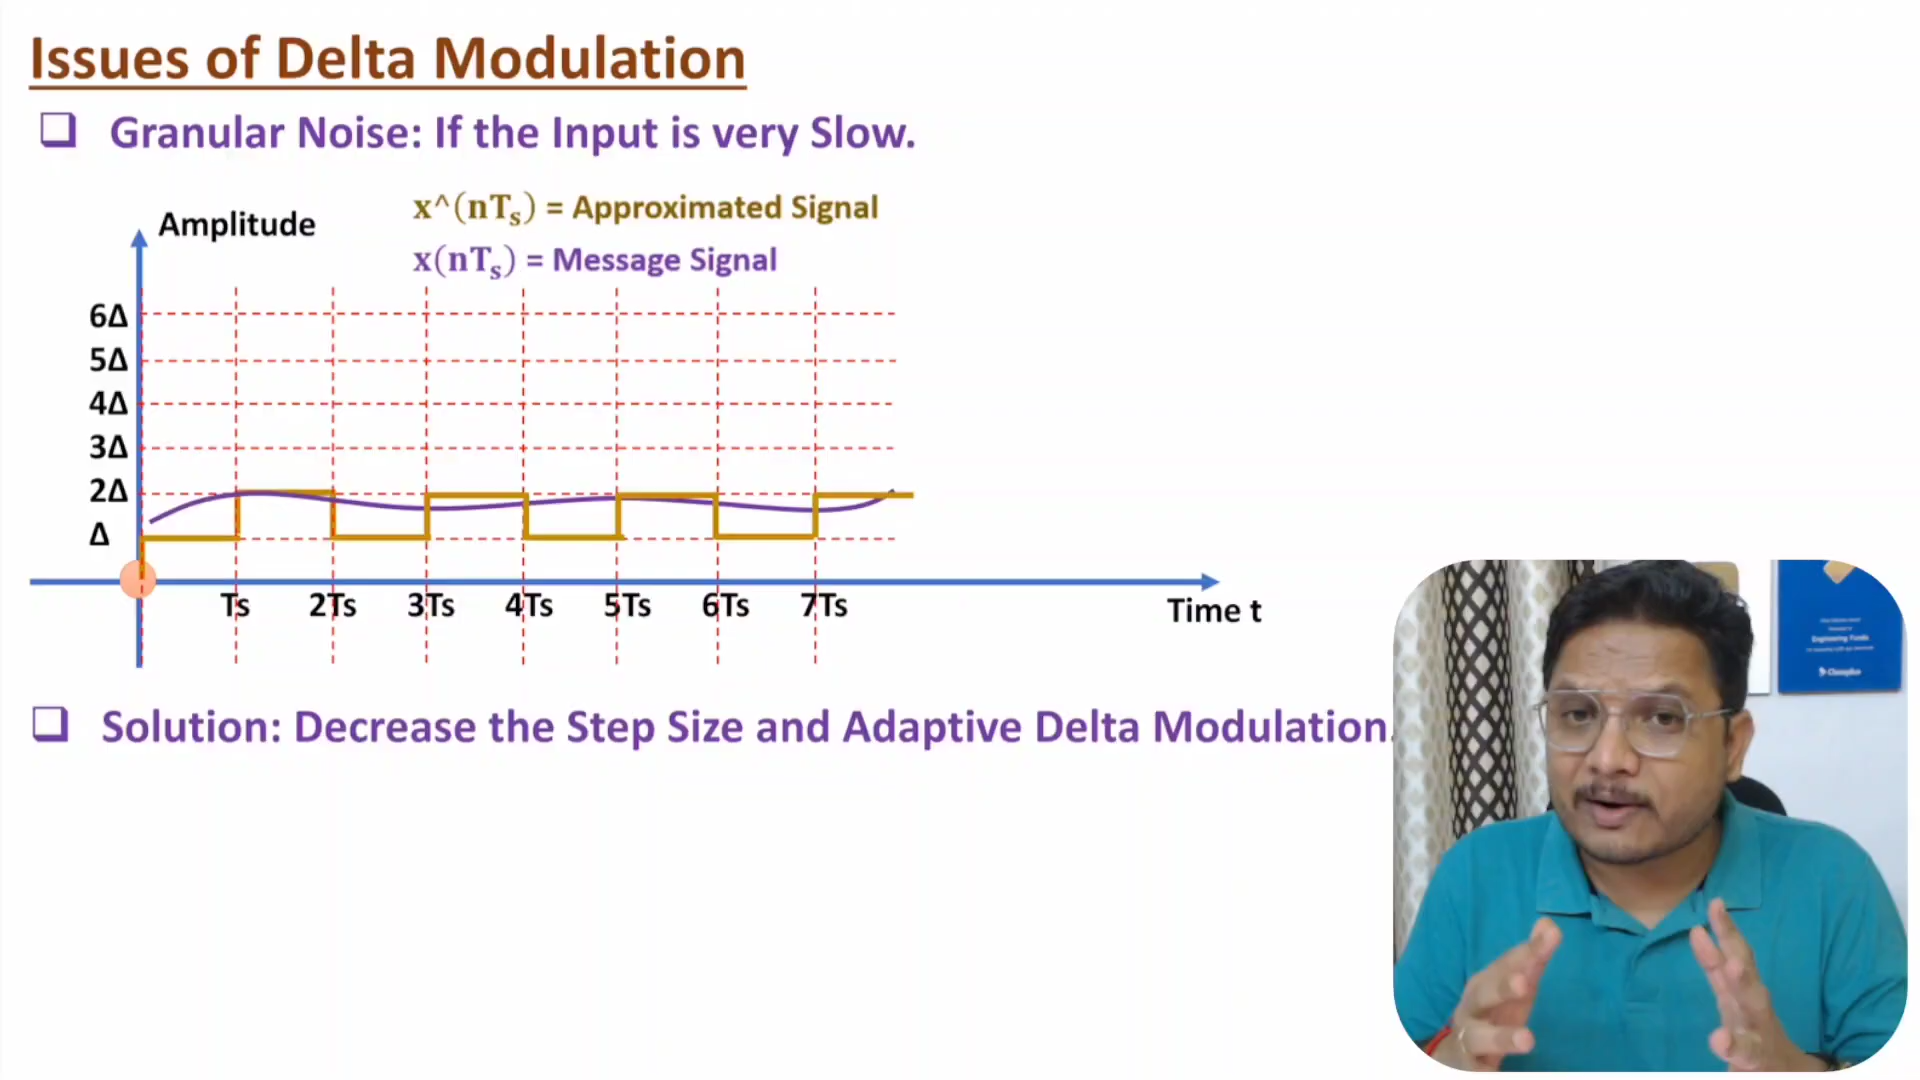 Issues of Delta Modulation
Granular Noise: If the Input is very Slow.
x^(nTₛ) = Approximated Signal
Amplitude
x(nTₛ) = Message Signal
6Δ
5Δ
4Δ
3Δ
2Δ
Δ
Ts 2Ts 3Ts 4Ts 5Ts 6Ts 7Ts
Time t
Engineering Funda
Solution: Decrease the Step Size and Adaptive Delta Modulation.